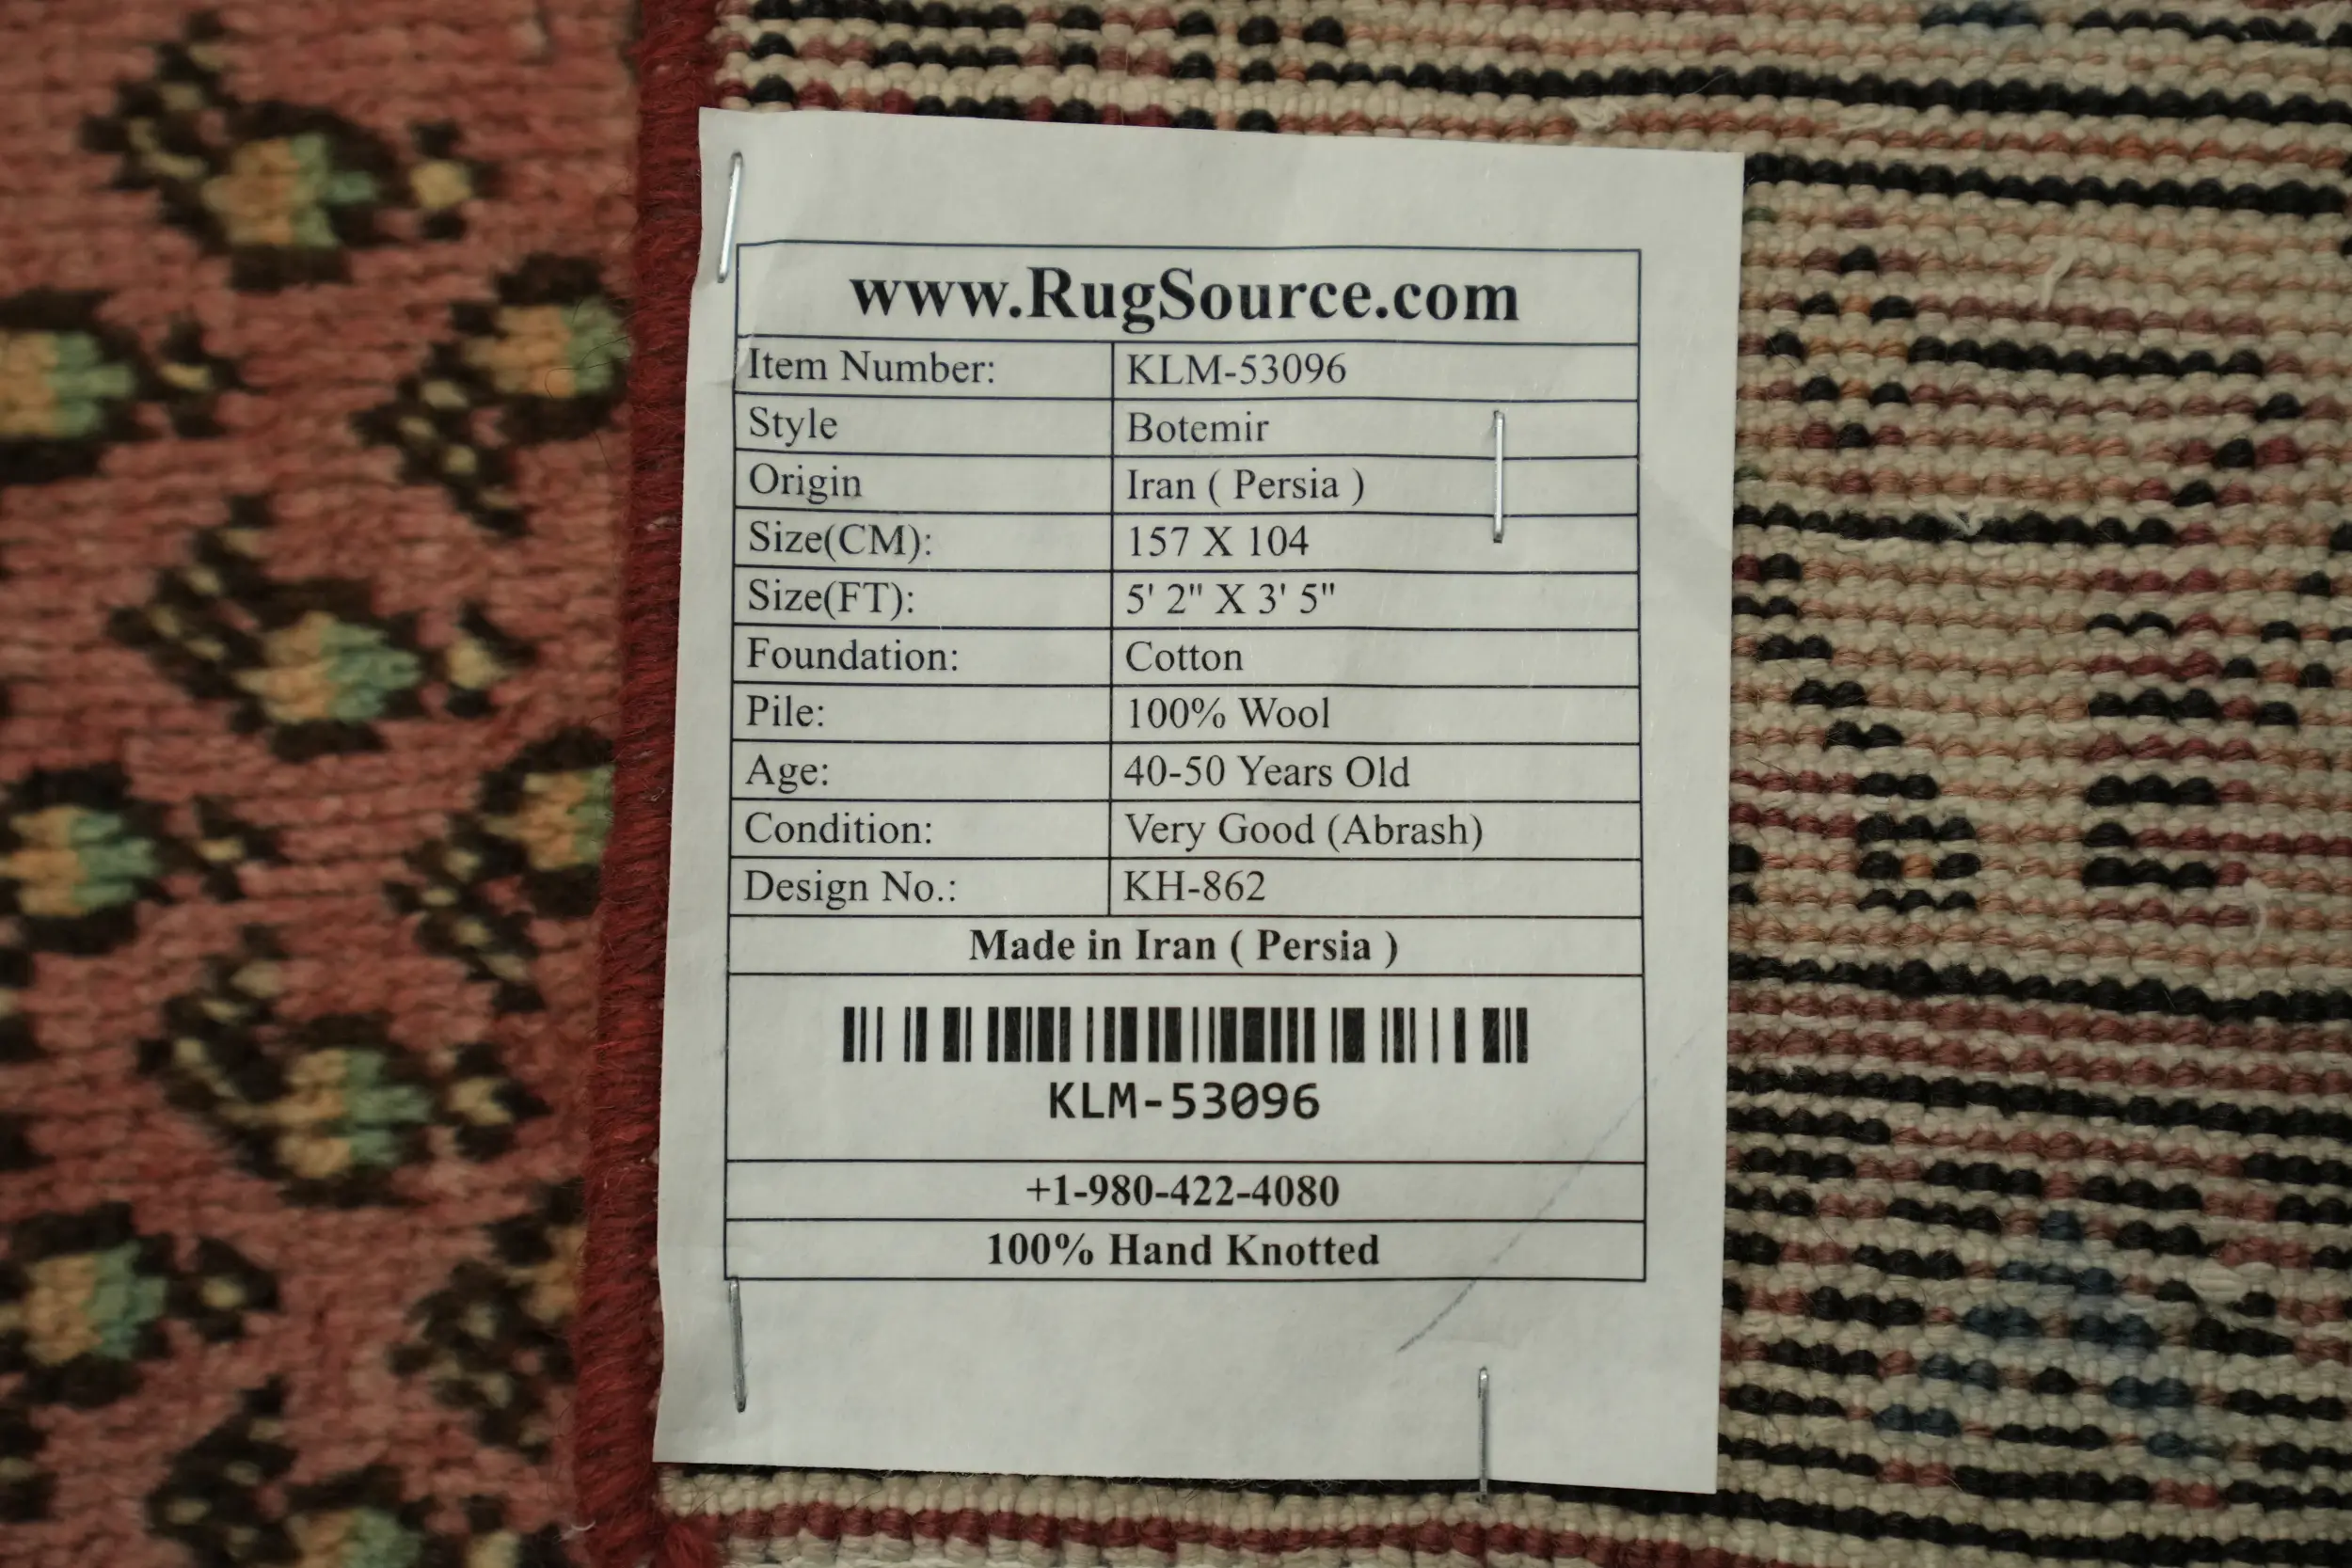 www.RugSource.com
Item Number: KLM-53096
Style Botemir
Origin Iran ( Persia )
Size(CM): 157 X 104
Size(FT): 5' 2" X 3' 5"
Foundation: Cotton
Pile: 100% Wool
Age: 40-50 Years Old
Condition: Very Good (Abrash)
Design No.: KH-862
Made in Iran ( Persia )
KLM-53096
+1-980-422-4080
100% Hand Knotted